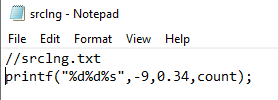 srclng - Notepad
File Edit Format View Help
//srclng.txt
printf("%d%d%s",-9,0.34,count);